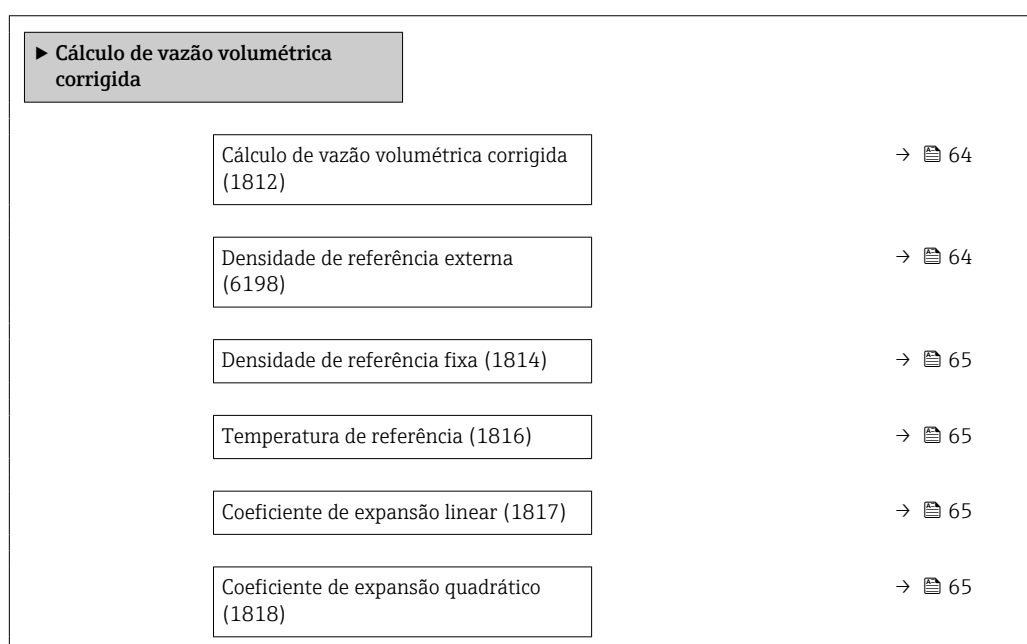 ▶ Cálculo de vazão volumétrica
corrigida
Cálculo de vazão volumétrica corrigida
(1812)
→ 64
Densidade de referência externa
(6198)
→ 64
Densidade de referência fixa (1814)
→ 65
Temperatura de referência (1816)
→ 65
Coeficiente de expansão linear (1817)
→ 65
Coeficiente de expansão quadrático
(1818)
→ 65